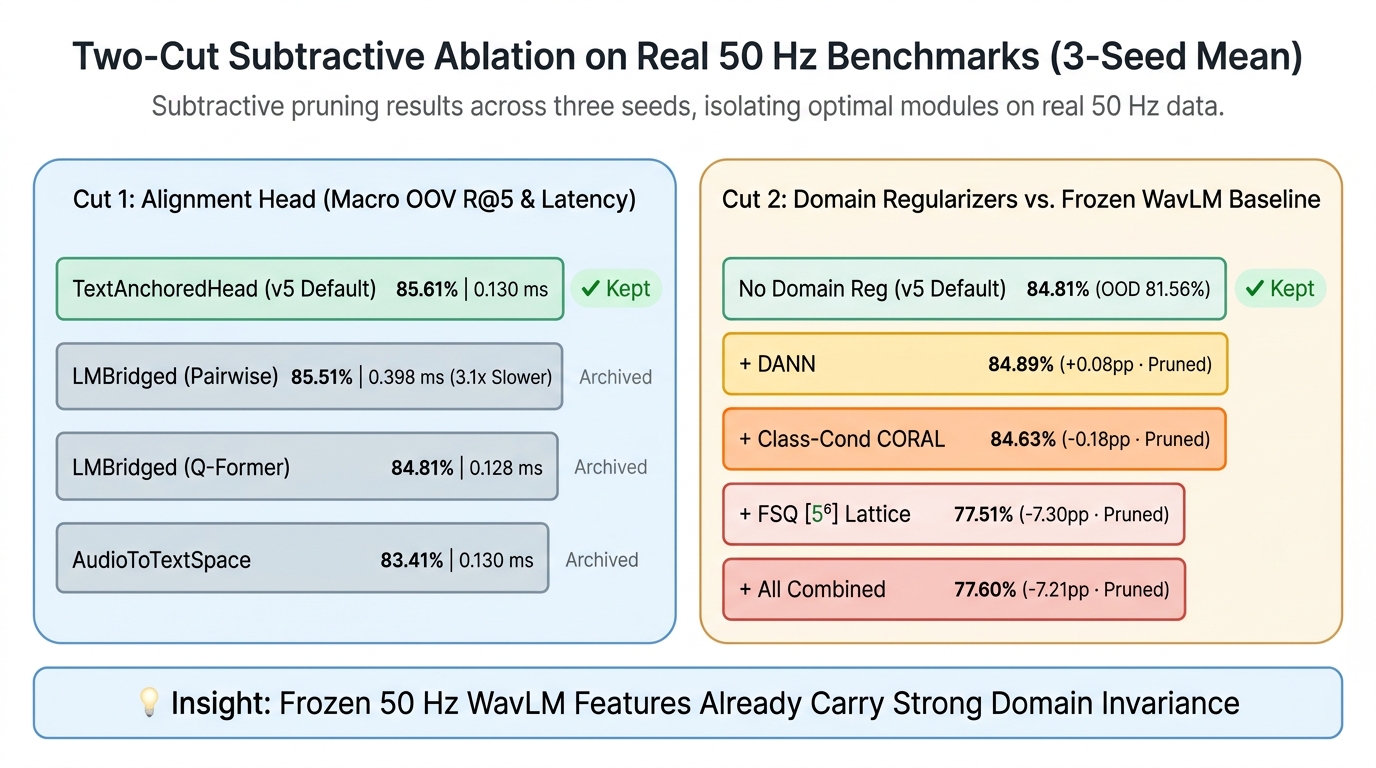 Two-Cut Subtractive Ablation on Real 50 Hz Benchmarks (3-Seed Mean)
Subtractive pruning results across three seeds, isolating optimal modules on real 50 Hz data.
Cut 1: Alignment Head (Macro OOV R@5 & Latency)
TextAnchoredHead (v5 Default) 85.61% | 0.130 ms ✓ Kept
LMBridged (Pairwise) 85.51% | 0.398 ms (3.1x Slower) Archived
LMBridged (Q-Former) 84.81% | 0.128 ms Archived
AudioToTextSpace 83.41% | 0.130 ms Archived
Cut 2: Domain Regularizers vs. Frozen WavLM Baseline
No Domain Reg (v5 Default) 84.81% (OOD 81.56%) ✓ Kept
+ DANN 84.89% (+0.08pp · Pruned)
+ Class-Cond CORAL 84.63% (-0.18pp · Pruned)
+ FSQ [5⁶] Lattice 77.51% (-7.30pp · Pruned)
+ All Combined 77.60% (-7.21pp · Pruned)
💡 Insight: Frozen 50 Hz WavLM Features Already Carry Strong Domain Invariance